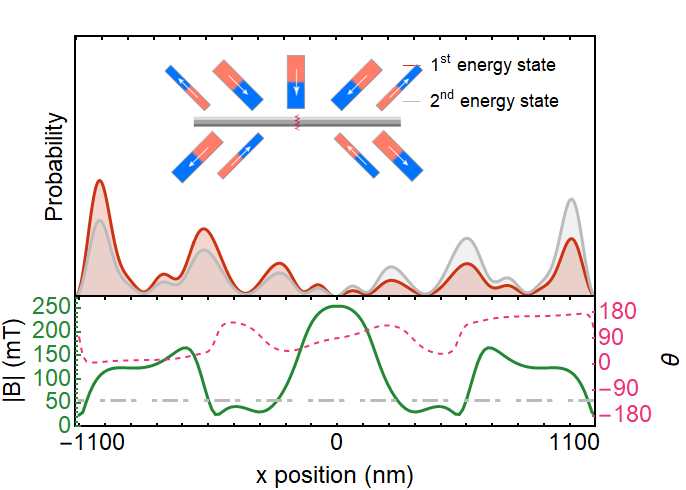 1st energy state
2nd energy state
Probability
250
200
150
100
50
0
|B| (mT)
180
90
0
−90
−180
θ
−1100
0
1100
x position (nm)